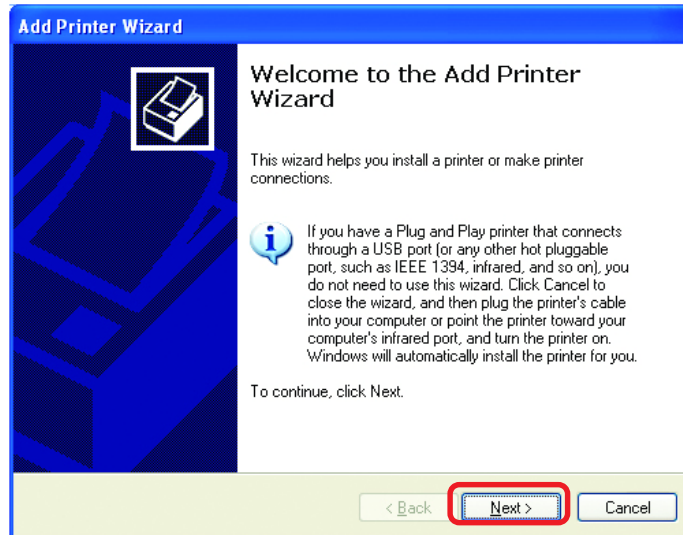 Add Printer Wizard
Welcome to the Add Printer
Wizard
This wizard helps you install a printer or make printer
connections.
If you have a Plug and Play printer that connects
through a USB port (or any other hot pluggable
port, such as IEEE 1394, infrared, and so on), you
do not need to use this wizard. Click Cancel to
close the wizard, and then plug the printer's cable
into your computer or point the printer toward your
computer's infrared port, and turn the printer on.
Windows will automatically install the printer for you.
To continue, click Next.
< Back Next > Cancel